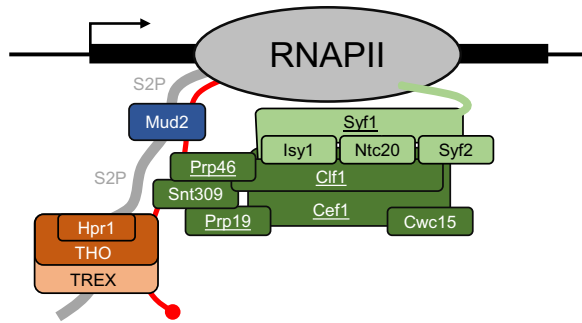 RNAPII
S2P
Mud2
Syf1
Isy1
Ntc20
Syf2
Prp46
Clf1
S2P
Snt309
Cef1
Prp19
Cwc15
Hpr1
THO
TREX